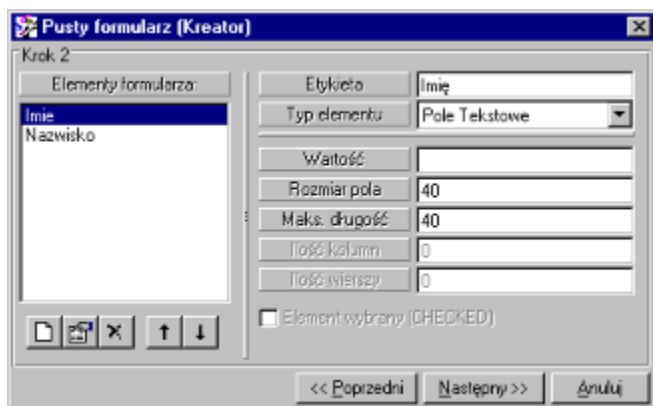 Pusty formularz (Kreator)
Krok 2
Elementy formularza:
Imie
Nazwisko
Etykieta
Imię
Typ elementu
Pole Tekstowe
Wartość
Rozmiar pola
40
Maks. długość
40
Ilość kolumn
0
Ilość wierszy
0
Element wybrany (CHECKED)
<< Poprzedni
Następny >>
Anuluj